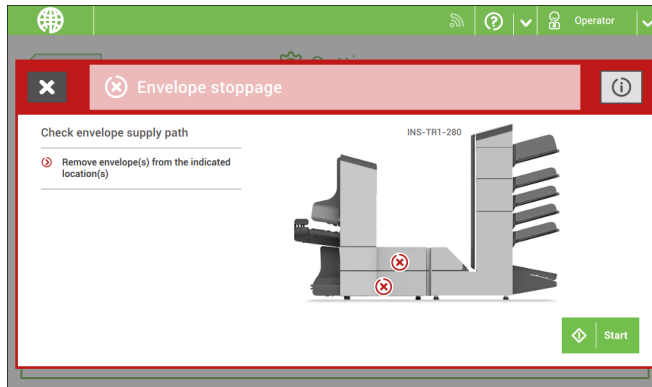 Operator
Envelope stoppage
Check envelope supply path
INS-TR1-280
Remove envelope(s) from the indicated
location(s)
Start